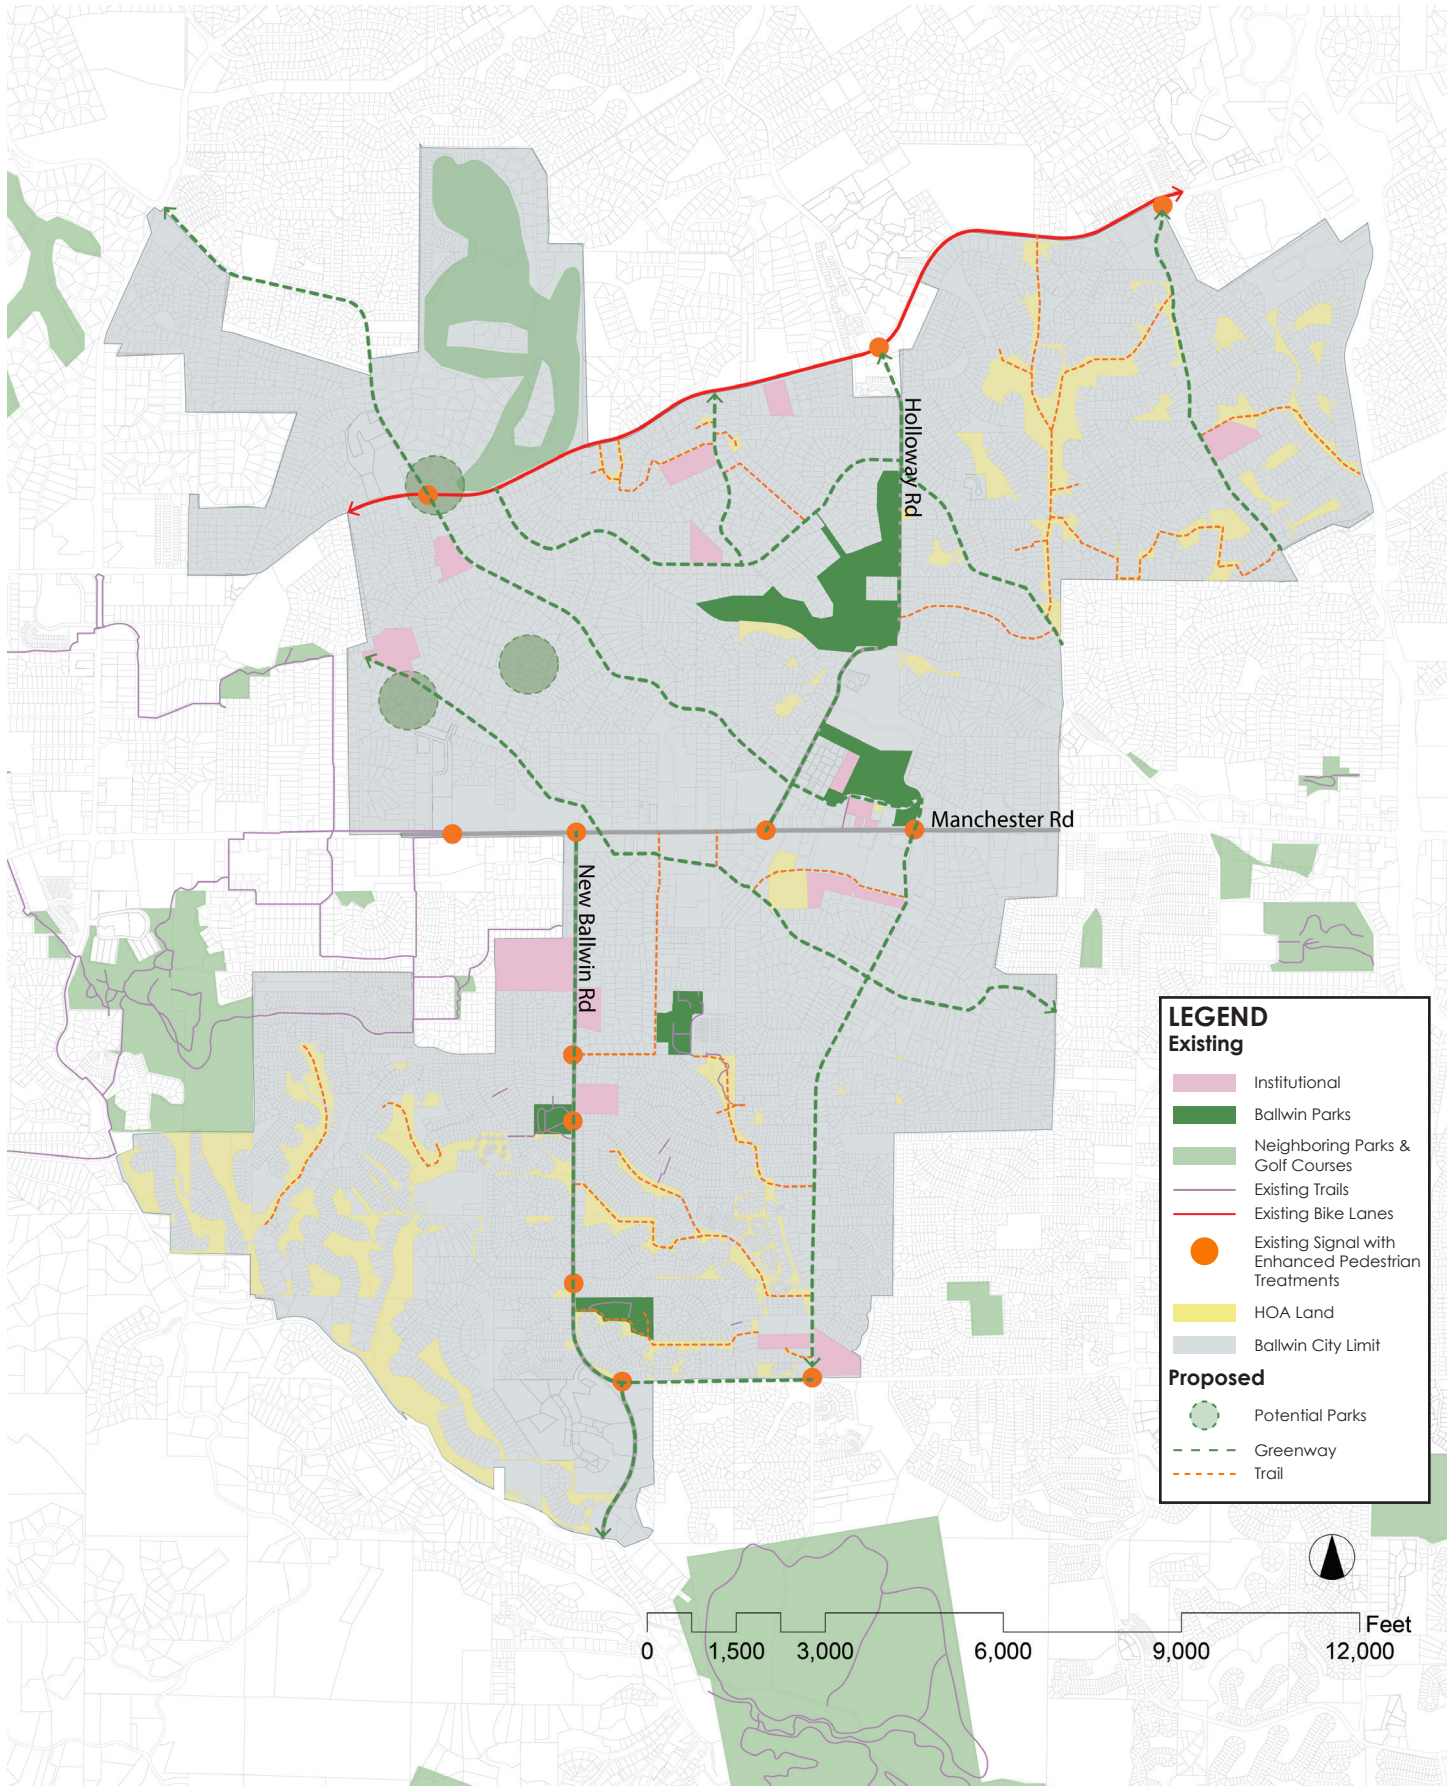 Holloway Rd
Manchester Rd
New Ballwin Rd
LEGEND
Existing
Institutional
Ballwin Parks
Neighboring Parks &
Golf Courses
Existing Trails
Existing Bike Lanes
Existing Signal with
Enhanced Pedestrian
Treatments
HOA Land
Ballwin City Limit
Proposed
Potential Parks
Greenway
Trail
Feet
0 1,500 3,000 6,000 9,000 12,000